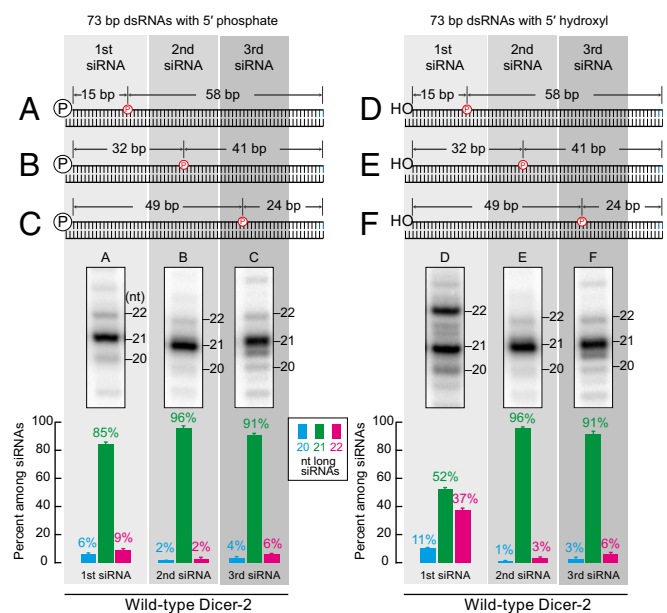 73 bp dsRNAs with 5′ phosphate
1st siRNA
2nd siRNA
3rd siRNA
15 bp
58 bp
A
P
P
32 bp
41 bp
B
P
P
49 bp
24 bp
C
P
P
A
B
C
(nt)
–22
–21
–20
–22
–21
–20
–22
–21
–20
Percent among siRNAs
100
80
60
40
20
0
6%
85%
9%
2%
96%
2%
4%
91%
6%
1st siRNA
2nd siRNA
3rd siRNA
Wild-type Dicer-2
20 21 22
nt long
siRNAs
73 bp dsRNAs with 5′ hydroxyl
1st siRNA
2nd siRNA
3rd siRNA
15 bp
58 bp
D
HO
P
32 bp
41 bp
E
HO
P
49 bp
24 bp
F
HO
P
D
E
F
–22
–21
–20
–22
–21
–20
–22
–21
–20
Percent among siRNAs
100
80
60
40
20
0
11%
52%
37%
1%
96%
3%
3%
91%
6%
1st siRNA
2nd siRNA
3rd siRNA
Wild-type Dicer-2